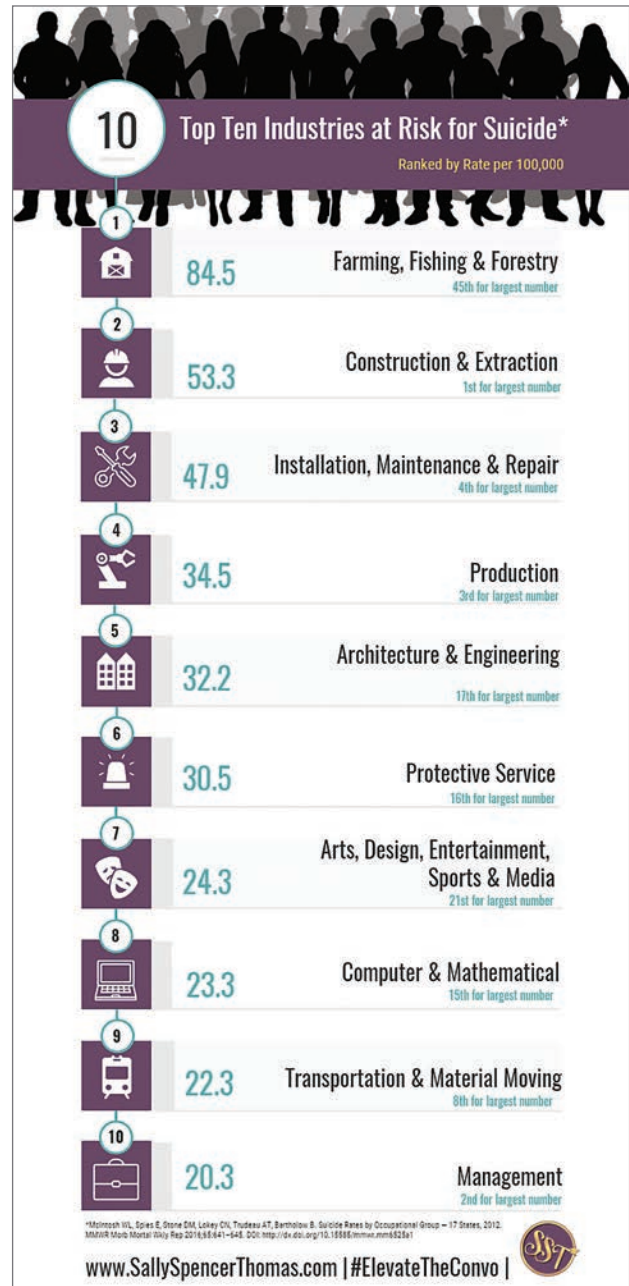 10
Top Ten Industries at Risk for Suicide*
Ranked by Rate per 100,000
1
84.5
Farming, Fishing & Forestry
45th for largest number
2
53.3
Construction & Extraction
1st for largest number
3
47.9
Installation, Maintenance & Repair
4th for largest number
4
34.5
Production
3rd for largest number
5
32.2
Architecture & Engineering
17th for largest number
6
30.5
Protective Service
16th for largest number
7
24.3
Arts, Design, Entertainment,
Sports & Media
21st for largest number
8
23.3
Computer & Mathematical
15th for largest number
9
22.3
Transportation & Material Moving
8th for largest number
10
20.3
Management
2nd for largest number
*McIntosh WL, Spies E, Stone DM, Lokey CN, Trudeau AT, Bartholow B. Suicide Rates by Occupational Group — 17 States, 2012.
MMWR Morb Mortal Wkly Rep 2016;65:641–645. DOI: http://dx.doi.org/10.15585/mmwr.mm6525a1
www.SallySpencerThomas.com | #ElevateTheConvo |
SST